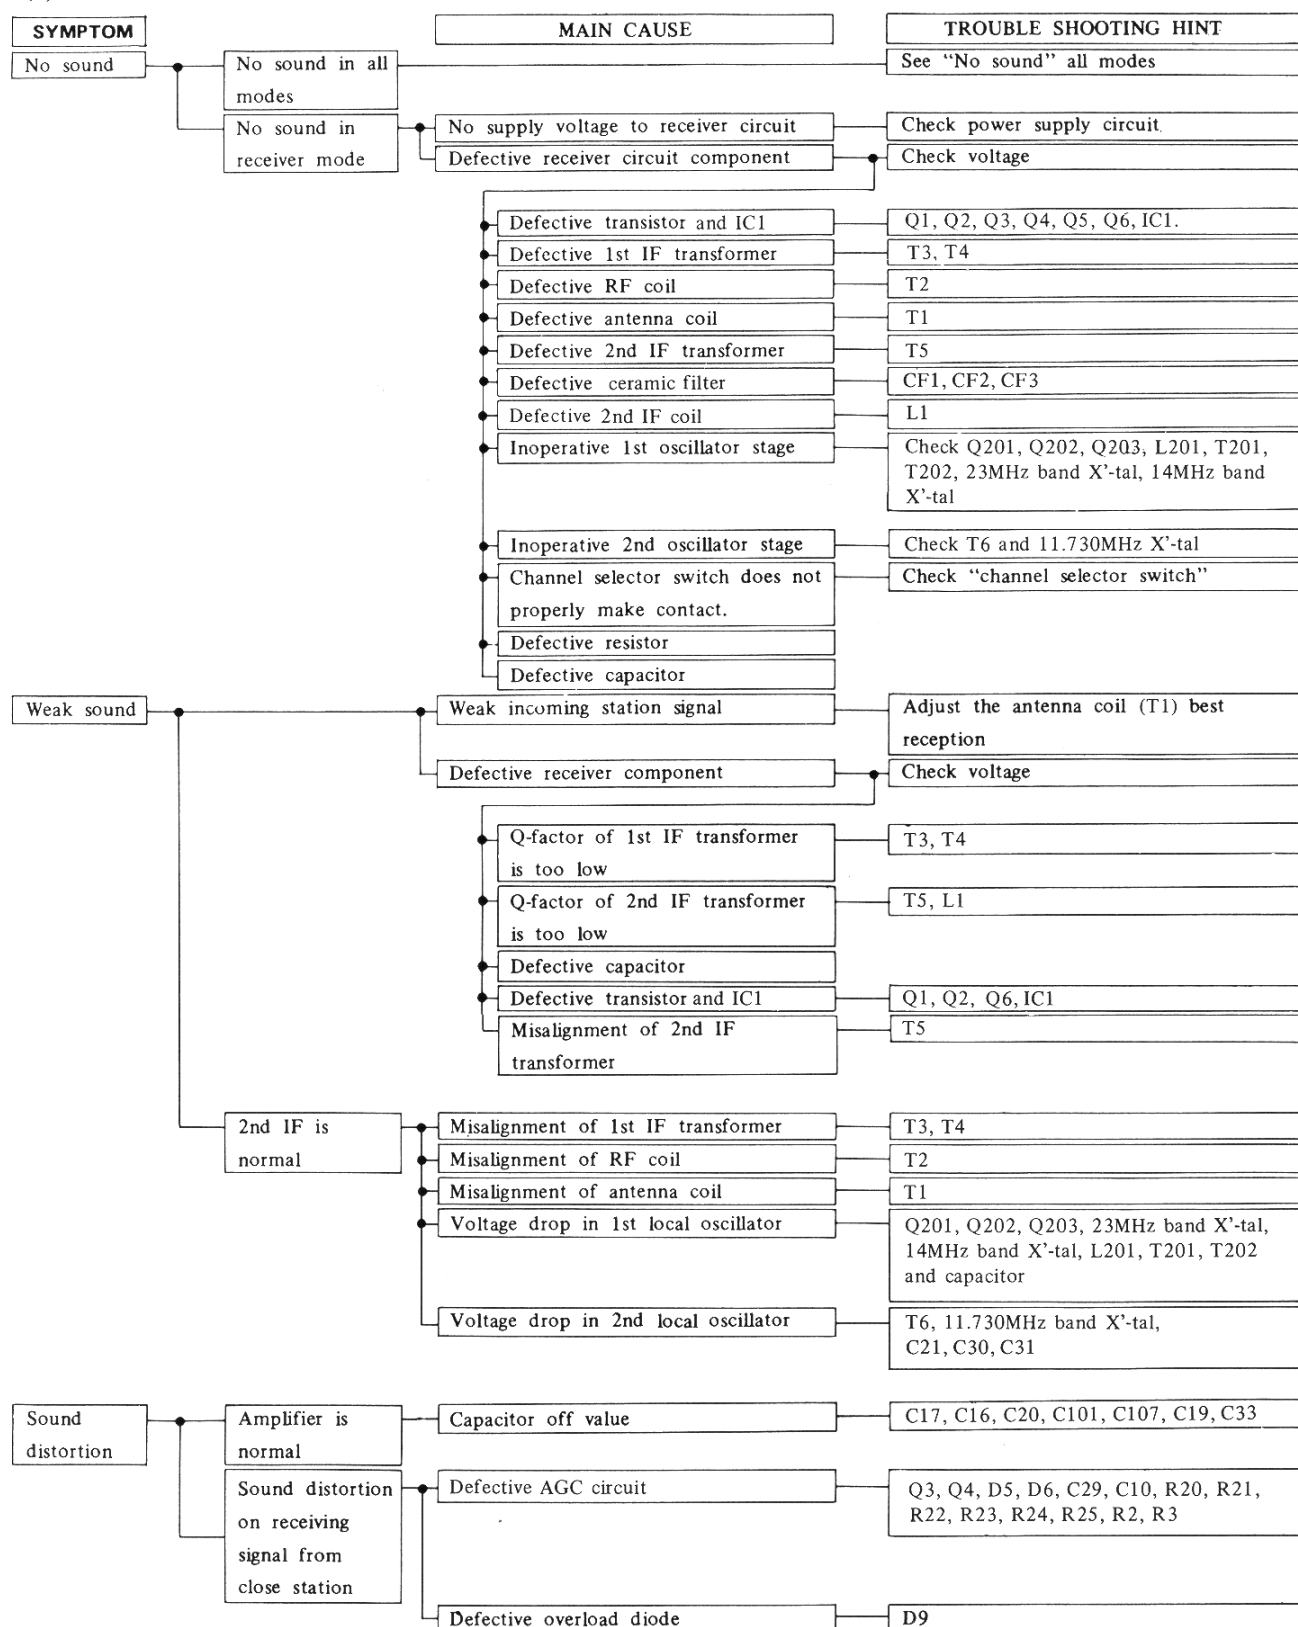 SYMPTOM
MAIN CAUSE
TROUBLE SHOOTING HINT
No sound
No sound in all
modes
See "No sound" all modes
No sound in
receiver mode
No supply voltage to receiver circuit
Check power supply circuit.
Defective receiver circuit component
Check voltage
Defective transistor and IC1
Q1, Q2, Q3, Q4, Q5, Q6, IC1.
Defective 1st IF transformer
T3, T4
Defective RF coil
T2
Defective antenna coil
T1
Defective 2nd IF transformer
T5
Defective ceramic filter
CF1, CF2, CF3
Defective 2nd IF coil
L1
Inoperative 1st oscillator stage
Check Q201, Q202, Q203, L201, T201,
T202, 23MHz band X'-tal, 14MHz band
X'-tal
Inoperative 2nd oscillator stage
Check T6 and 11.730MHz X'-tal
Channel selector switch does not
properly make contact.
Check "channel selector switch"
Defective resistor
Defective capacitor
Weak sound
Weak incoming station signal
Adjust the antenna coil (T1) best
reception
Defective receiver component
Check voltage
Q-factor of 1st IF transformer
is too low
T3, T4
Q-factor of 2nd IF transformer
is too low
T5, L1
Defective capacitor
Defective transistor and IC1
Q1, Q2, Q6, IC1
Misalignment of 2nd IF
transformer
T5
2nd IF is
normal
Misalignment of 1st IF transformer
T3, T4
Misalignment of RF coil
T2
Misalignment of antenna coil
T1
Voltage drop in 1st local oscillator
Q201, Q202, Q203, 23MHz band X'-tal,
14MHz band X'-tal, L201, T201, T202
and capacitor
Voltage drop in 2nd local oscillator
T6, 11.730MHz band X'-tal,
C21, C30, C31
Sound
distortion
Amplifier is
normal
Capacitor off value
C17, C16, C20, C101, C107, C19, C33
Sound distortion
on receiving
signal from
close station
Defective AGC circuit
Q3, Q4, D5, D6, C29, C10, R20, R21,
R22, R23, R24, R25, R2, R3
Defective overload diode
D9